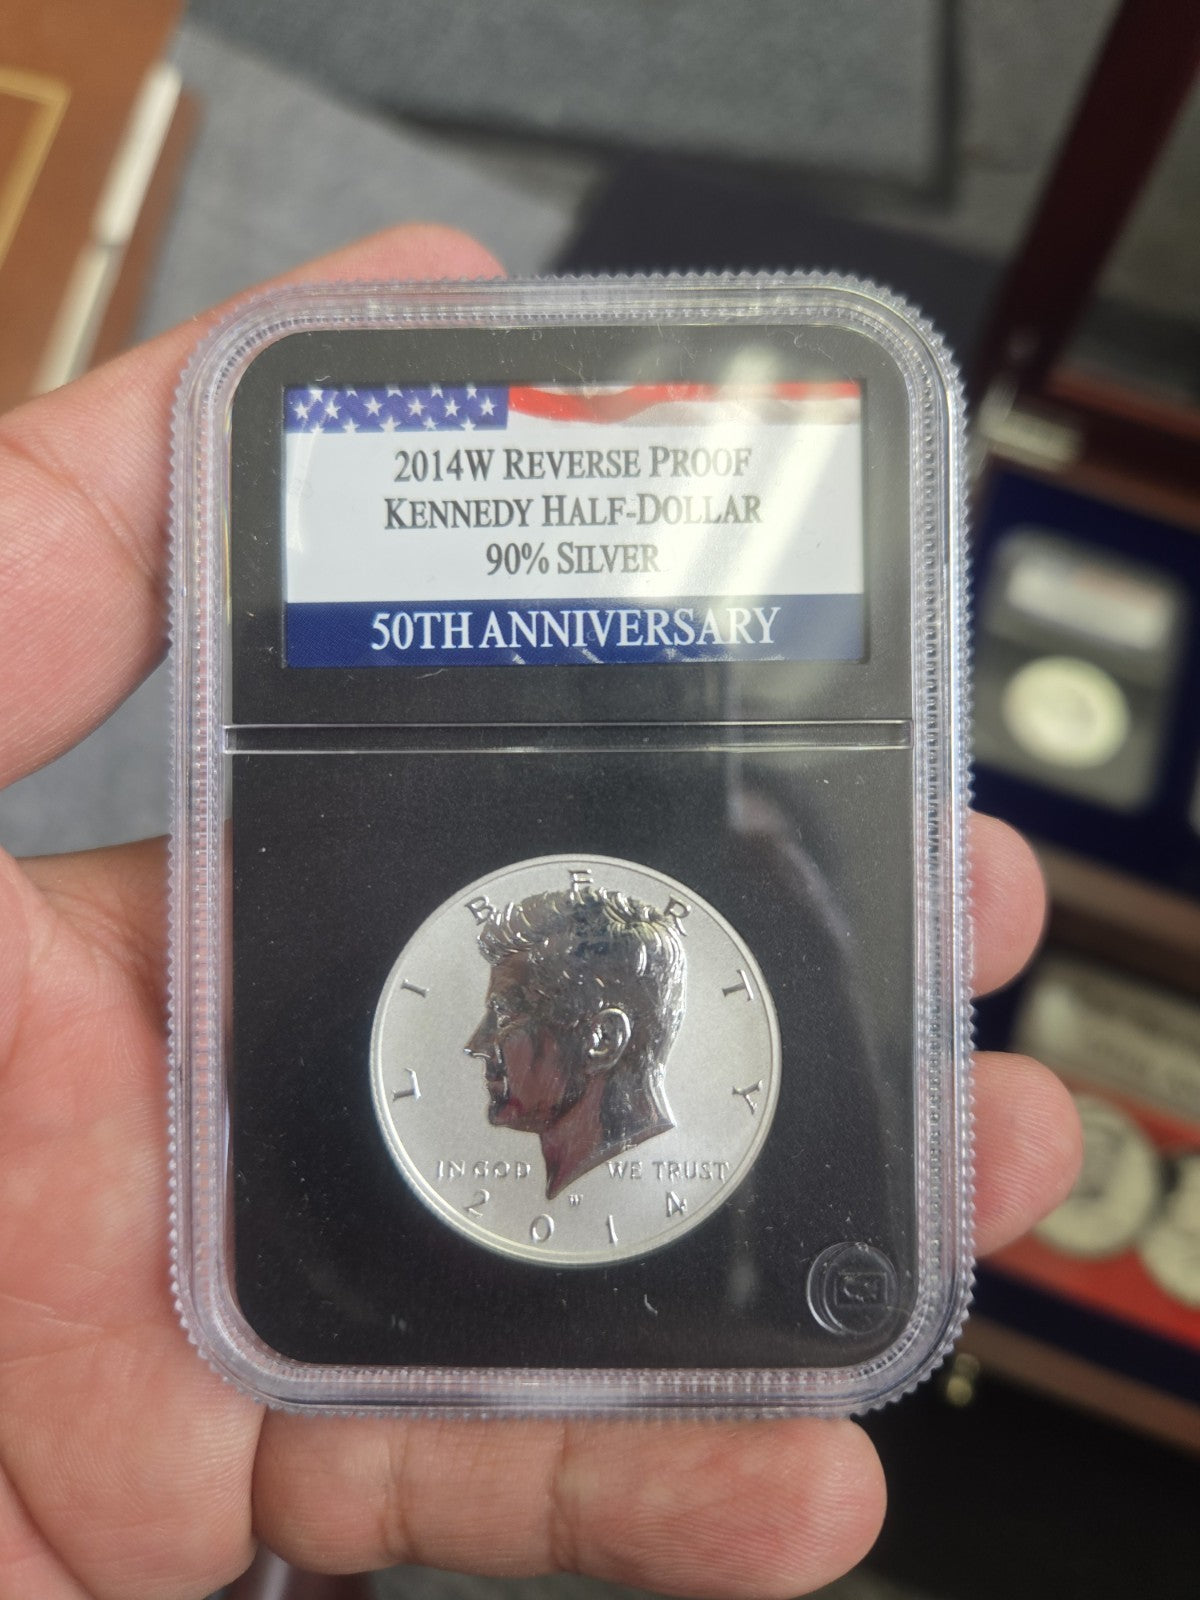 2014W REVERSE PROOF
KENNEDY HALF-DOLLAR
90% SILVER
50TH ANNIVERSARY
LIBERTY
IN GOD WE TRUST
W
2014